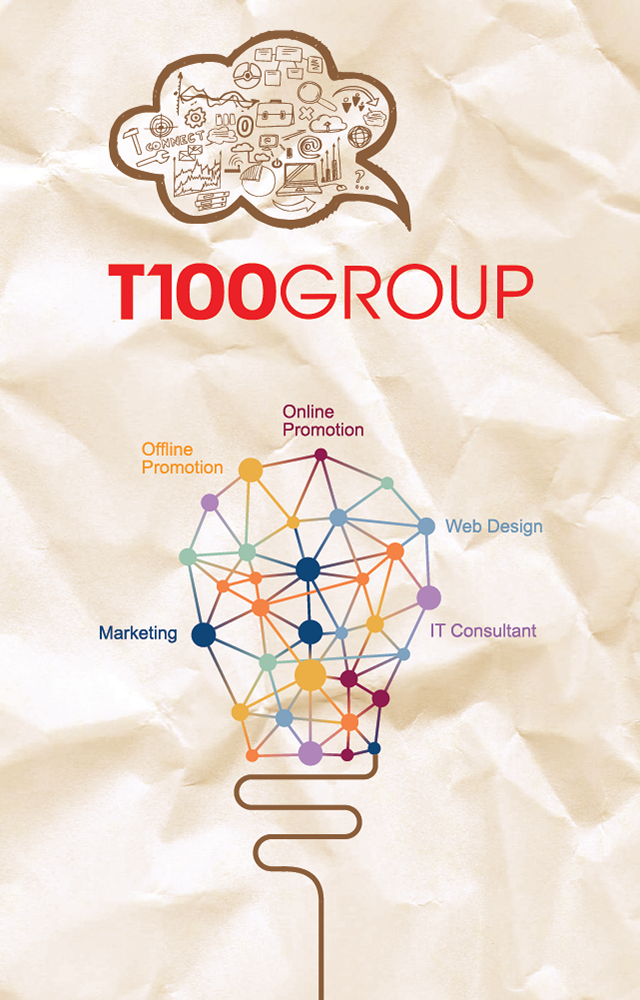 CONNECT
@
?
T100GROUP
Online
Promotion
Offline
Promotion
Web Design
Marketing
IT Consultant